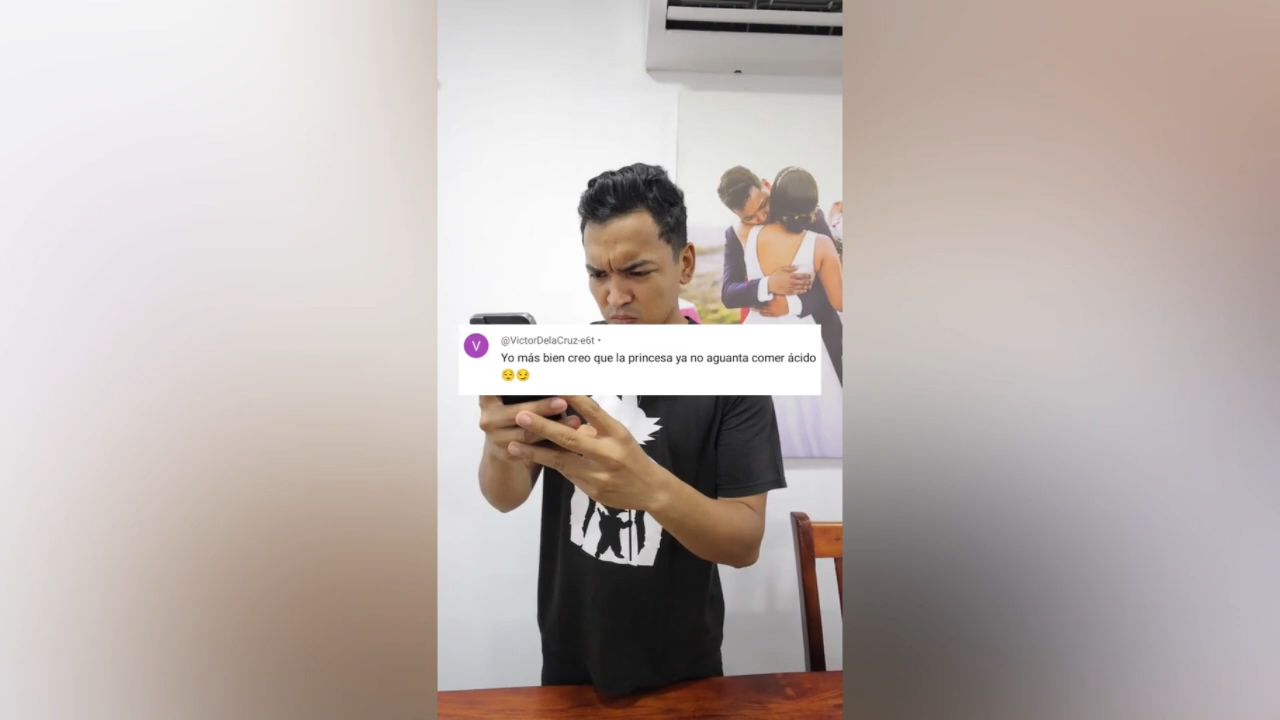 V
@VictorDelaCruz-e6t •
Yo más bien creo que la princesa ya no aguanta comer ácido
😌😏